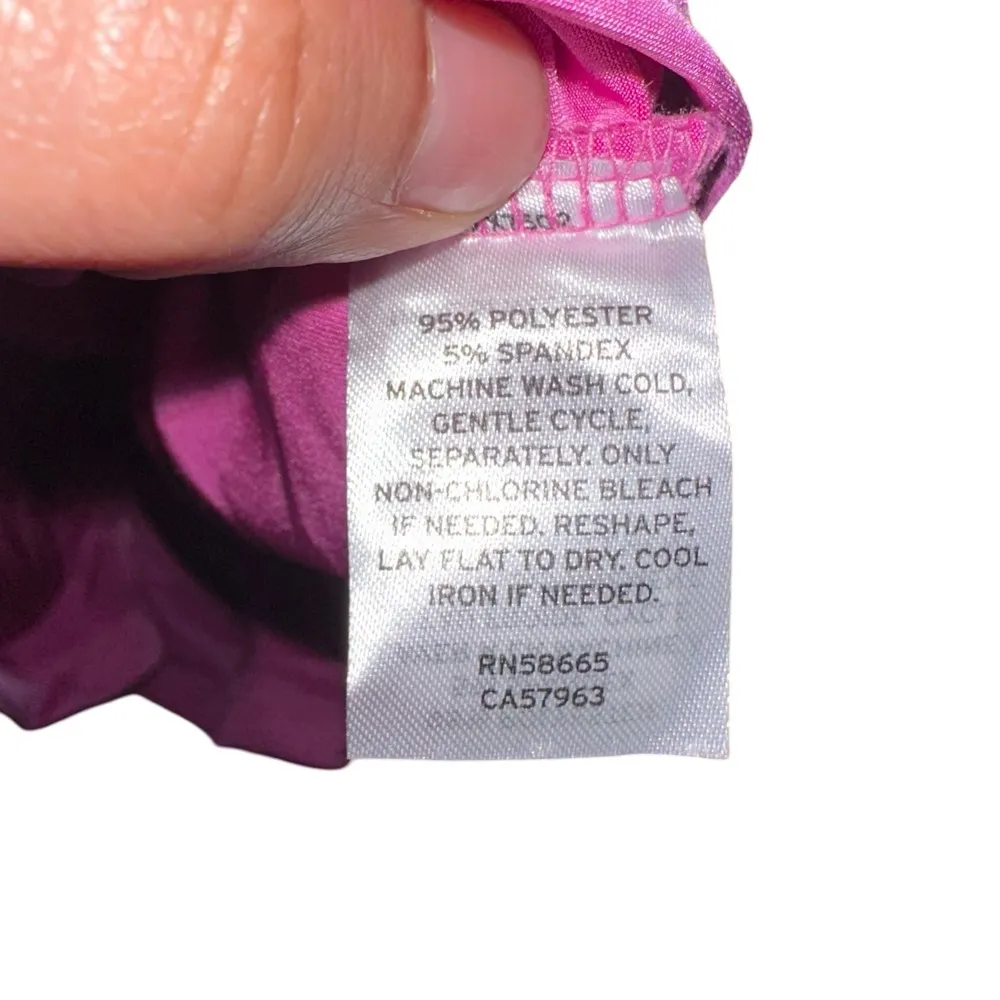 95% POLYESTER
5% SPANDEX
MACHINE WASH COLD,
GENTLE CYCLE,
SEPARATELY. ONLY
NON-CHLORINE BLEACH
IF NEEDED. RESHAPE,
LAY FLAT TO DRY. COOL
IRON IF NEEDED.
RN58665
CA57963